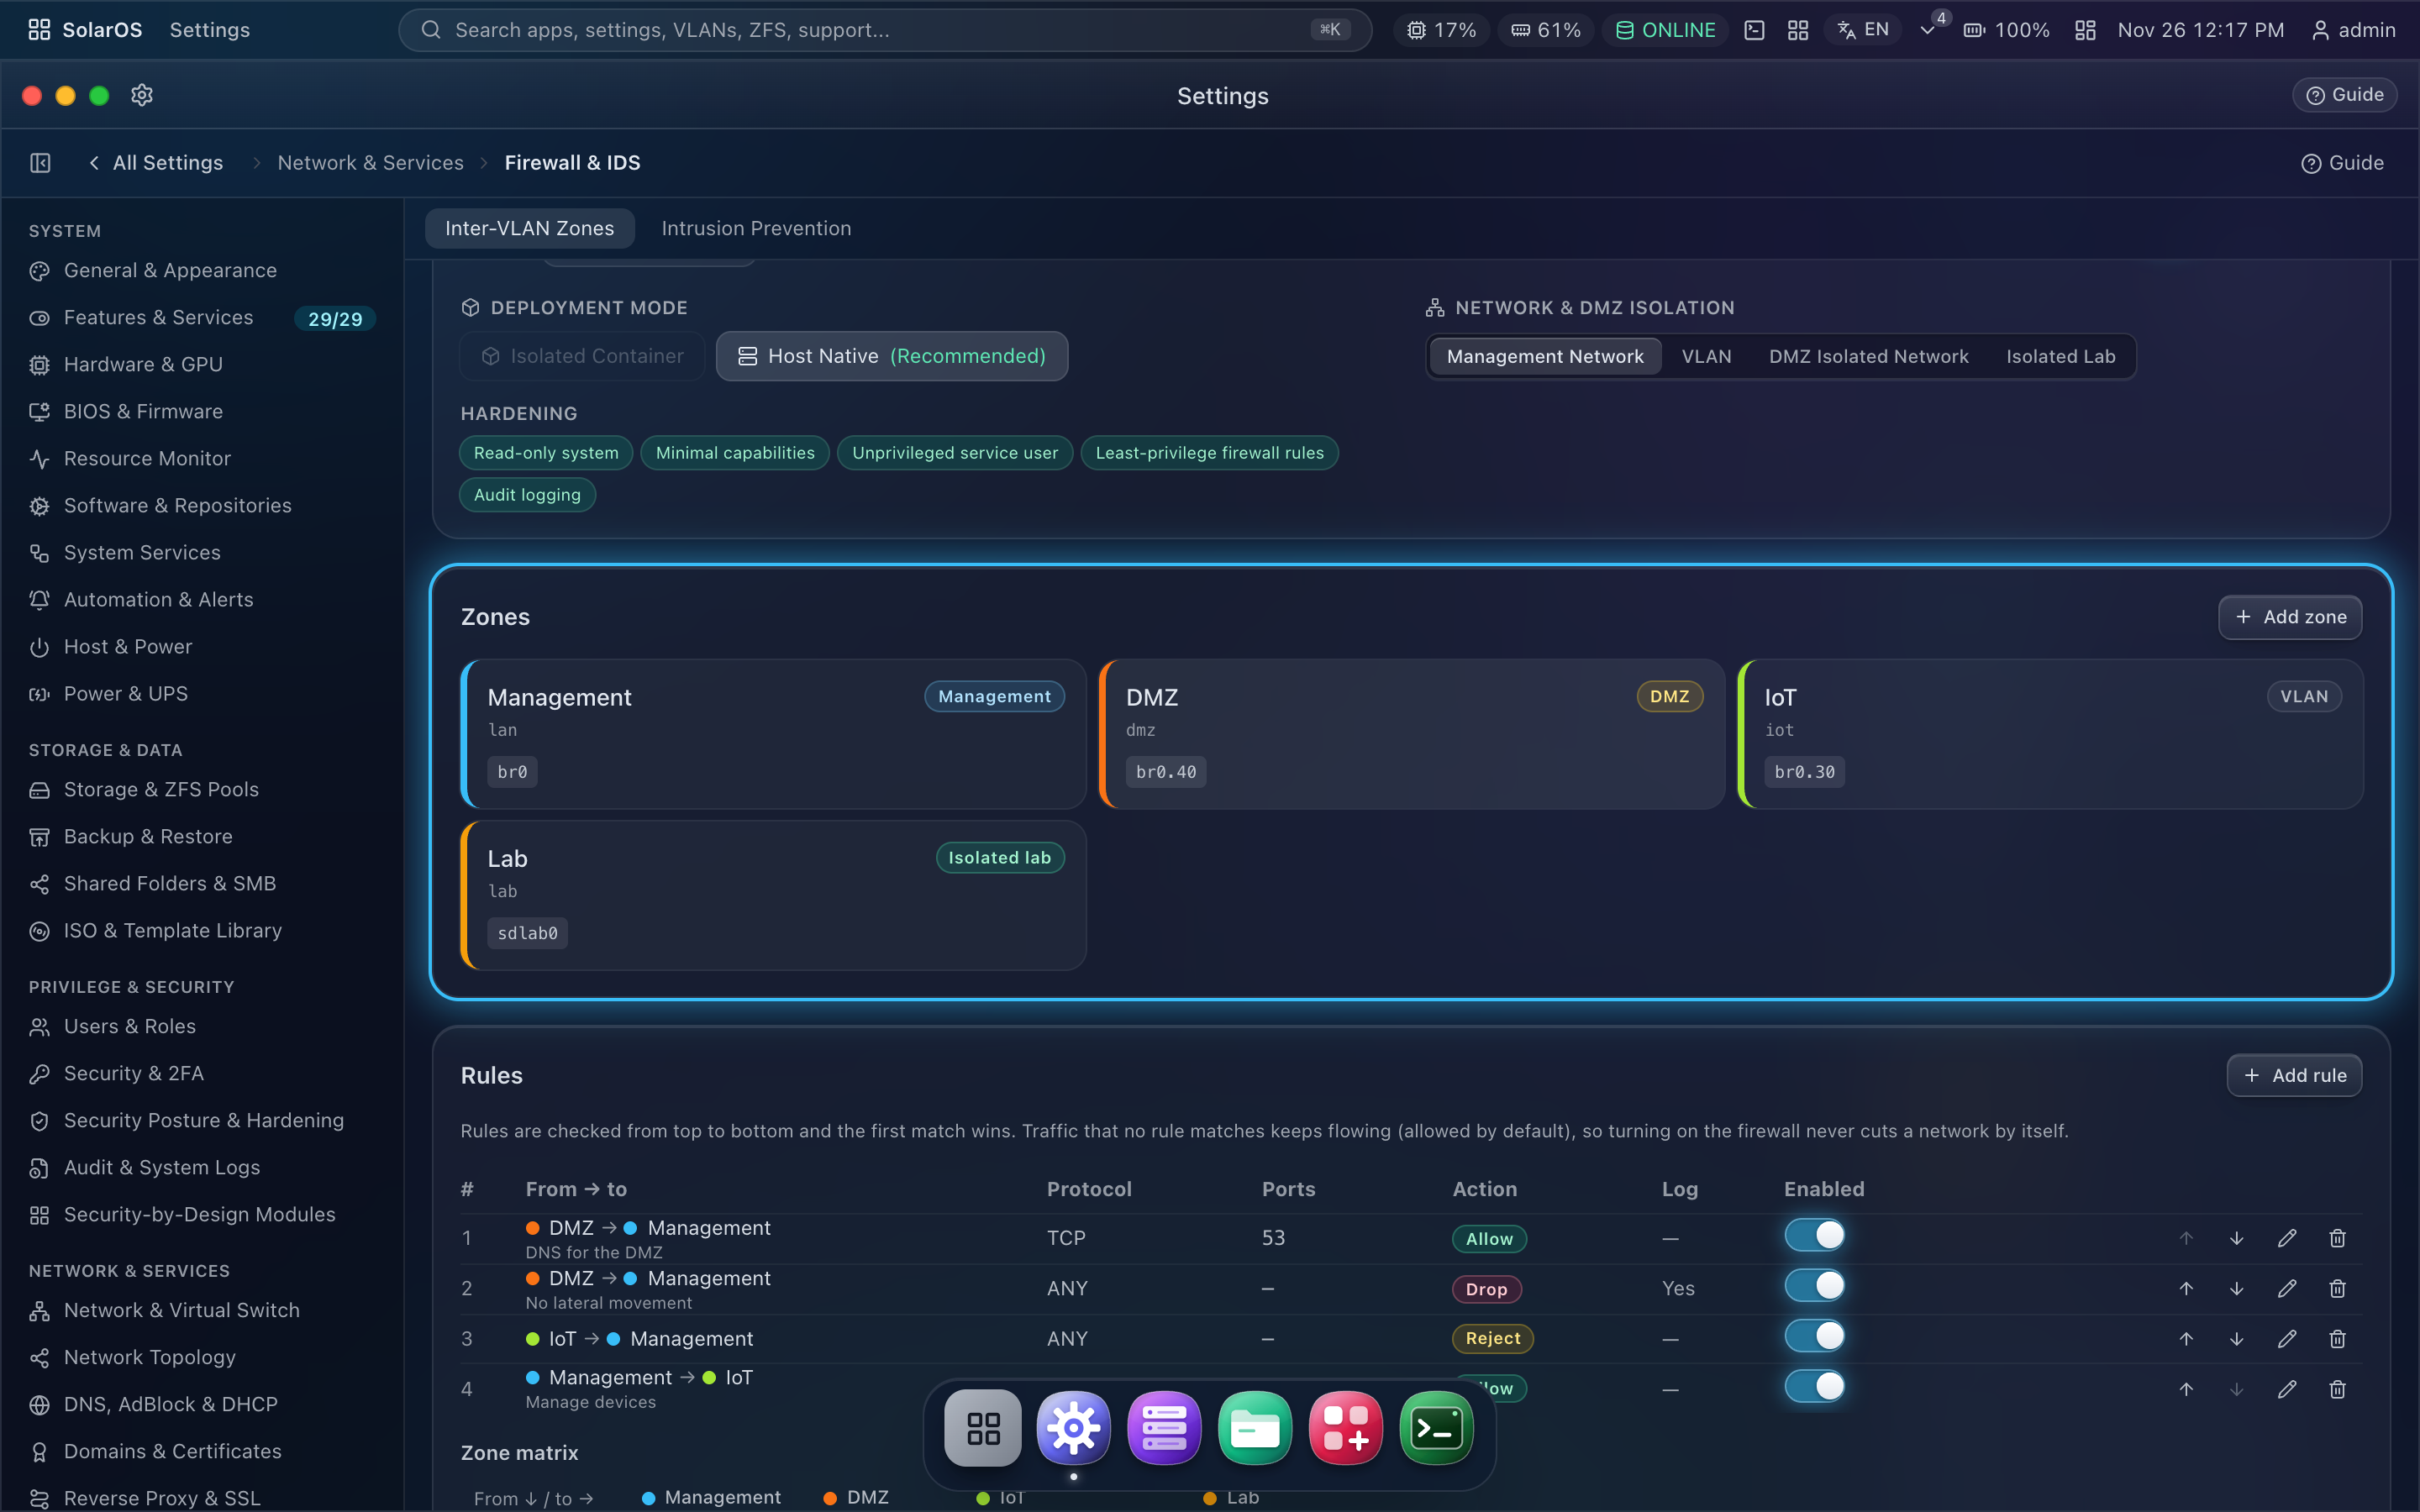 SolarOS Settings Search apps, settings, VLANs, ZFS, support... ⌘K 17% 61% ONLINE EN 4 100% Nov 26 12:17 PM admin
Settings Guide
All Settings Network & Services Firewall & IDS Guide
SYSTEM
General & Appearance
Features & Services 29/29
Hardware & GPU
BIOS & Firmware
Resource Monitor
Software & Repositories
System Services
Automation & Alerts
Host & Power
Power & UPS
STORAGE & DATA
Storage & ZFS Pools
Backup & Restore
Shared Folders & SMB
ISO & Template Library
PRIVILEGE & SECURITY
Users & Roles
Security & 2FA
Security Posture & Hardening
Audit & System Logs
Security-by-Design Modules
NETWORK & SERVICES
Network & Virtual Switch
Network Topology
DNS, AdBlock & DHCP
Domains & Certificates
Reverse Proxy & SSL
Inter-VLAN Zones Intrusion Prevention
DEPLOYMENT MODE
Isolated Container Host Native (Recommended)
NETWORK & DMZ ISOLATION
Management Network VLAN DMZ Isolated Network Isolated Lab
HARDENING
Read-only system Minimal capabilities Unprivileged service user Least-privilege firewall rules
Audit logging
Zones + Add zone
Management Management
lan
br0
DMZ DMZ
dmz
br0.40
IoT VLAN
iot
br0.30
Lab Isolated lab
lab
sdlab0
Rules + Add rule
Rules are checked from top to bottom and the first match wins. Traffic that no rule matches keeps flowing (allowed by default), so turning on the firewall never cuts a network by itself.
# From → to Protocol Ports Action Log Enabled
1 DMZ → Management TCP 53 Allow —
DNS for the DMZ
2 DMZ → Management ANY – Drop Yes
No lateral movement
3 IoT → Management ANY – Reject —
4 Management → IoT low —
Manage devices
Zone matrix
From ↓ / to → Management DMZ IoT Lab